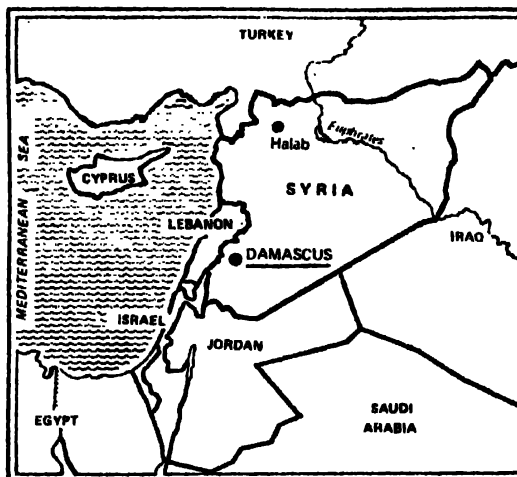 TURKEY
Halab
Euphrates
MEDITERRANEAN SEA
CYPRUS
SYRIA
LEBANON
IRAQ
DAMASCUS
ISRAEL
JORDAN
EGYPT
SAUDI
ARABIA